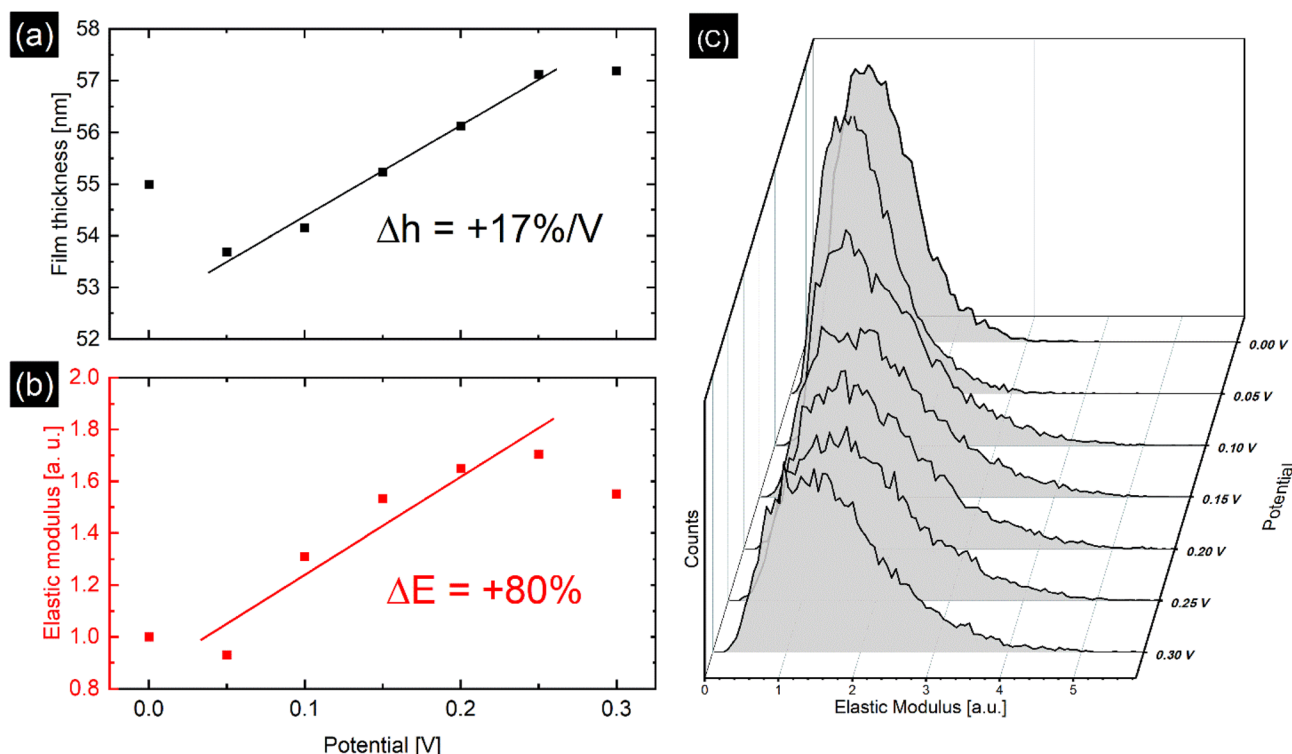 (a)
Film thickness [nm]
58
57
56
55
54
53
52
Δh = +17%/V
(b)
Elastic modulus [a. u.]
2.0
1.8
1.6
1.4
1.2
1.0
0.8
ΔE = +80%
0.0 0.1 0.2 0.3
Potential [V]
(C)
Counts
0.00 V
0.05 V
0.10 V
0.15 V
0.20 V
0.25 V
0.30 V
Potential
0 1 2 3 4 5
Elastic Modulus [a.u.]